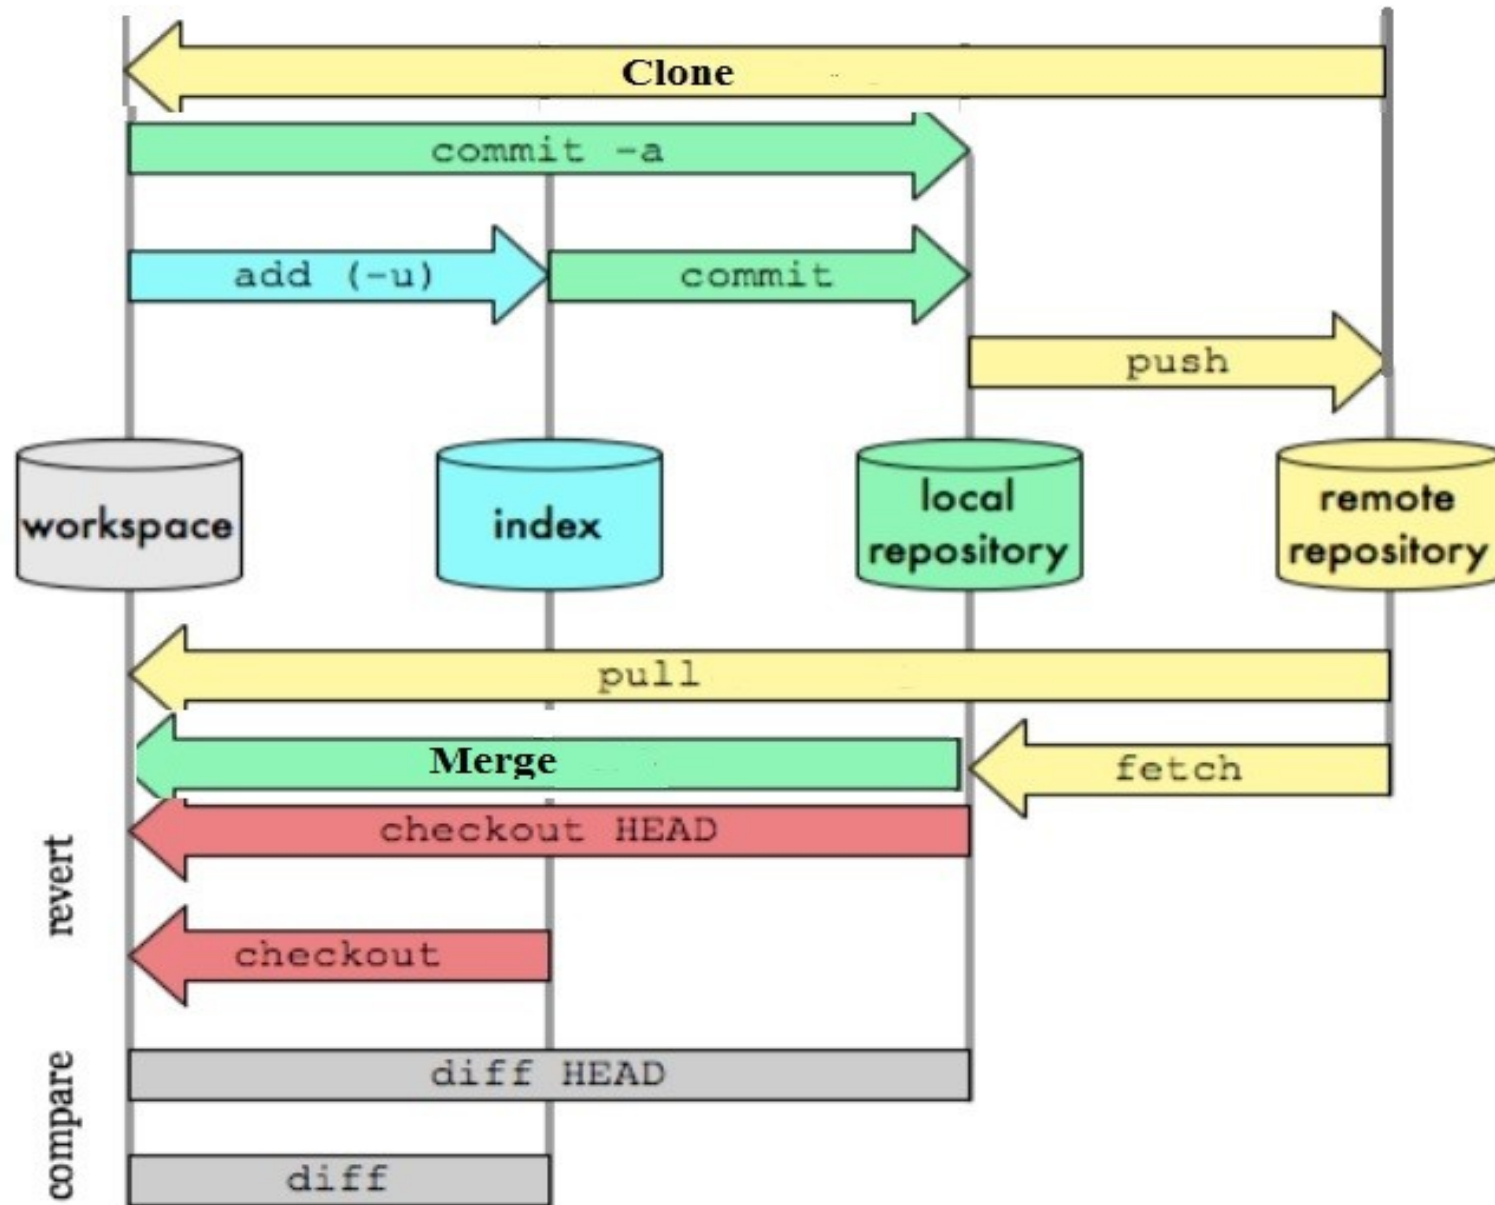 Clone
commit -a
add (-u)
commit
push
workspace
index
local
repository
remote
repository
pull
Merge
fetch
checkout HEAD
revert
checkout
diff HEAD
compare
diff